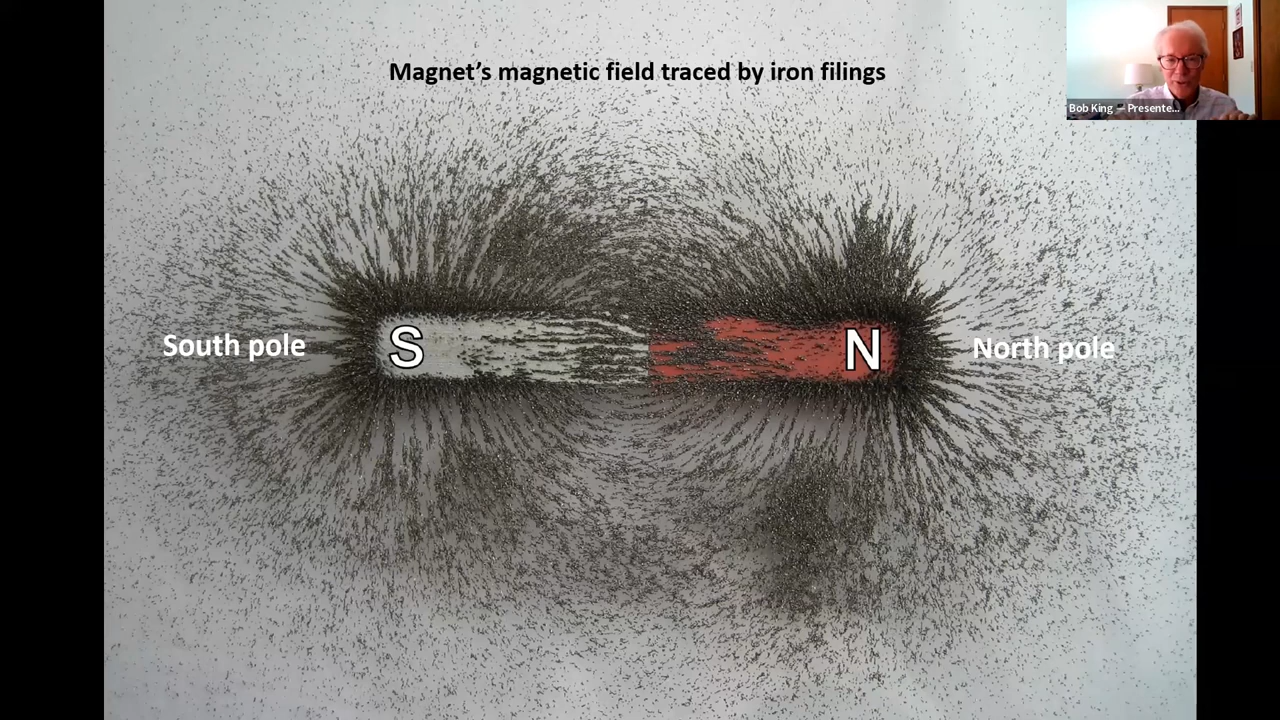 Magnet’s magnetic field traced by iron filings
Bob King — Presente...
S
N
South pole
North pole